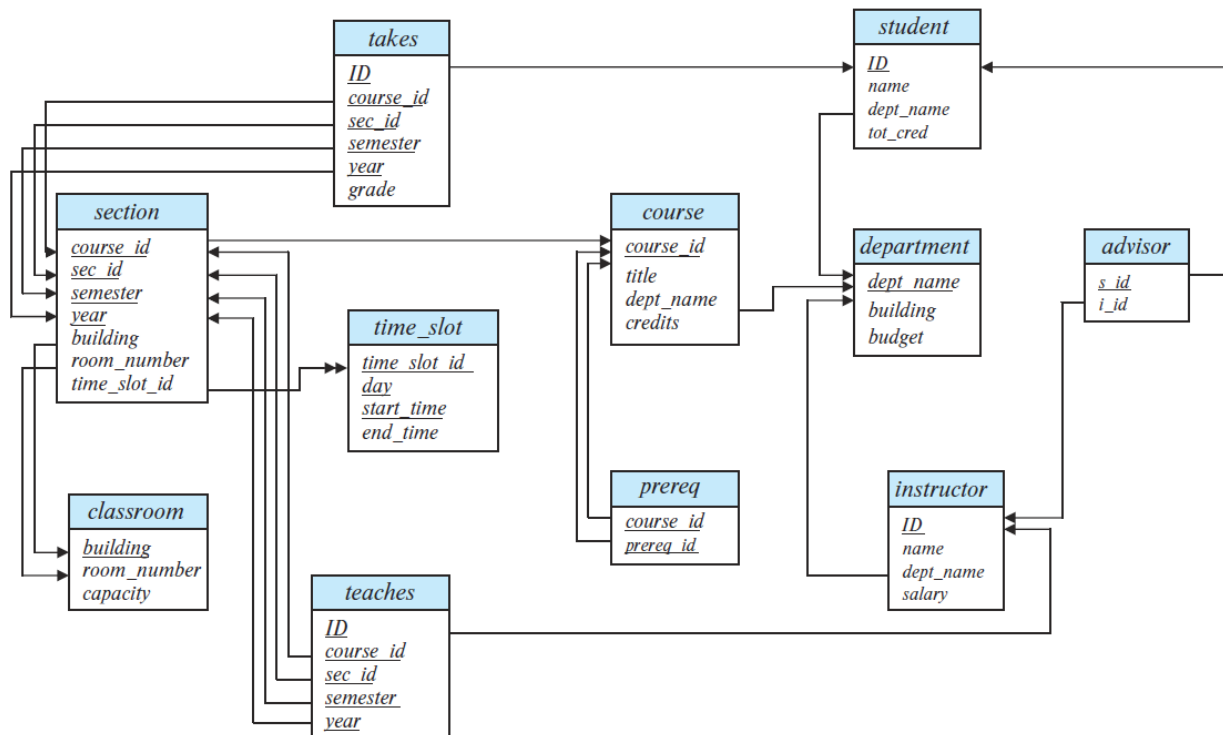 takes
ID
course_id
sec_id
semester
year
grade
student
ID
name
dept_name
tot_cred
section
course_id
sec_id
semester
year
building
room_number
time_slot_id
course
course_id
title
dept_name
credits
department
dept_name
building
budget
advisor
s_id
i_id
time_slot
time_slot_id
day
start_time
end_time
prereq
course_id
prereq_id
instructor
ID
name
dept_name
salary
classroom
building
room_number
capacity
teaches
ID
course_id
sec_id
semester
year